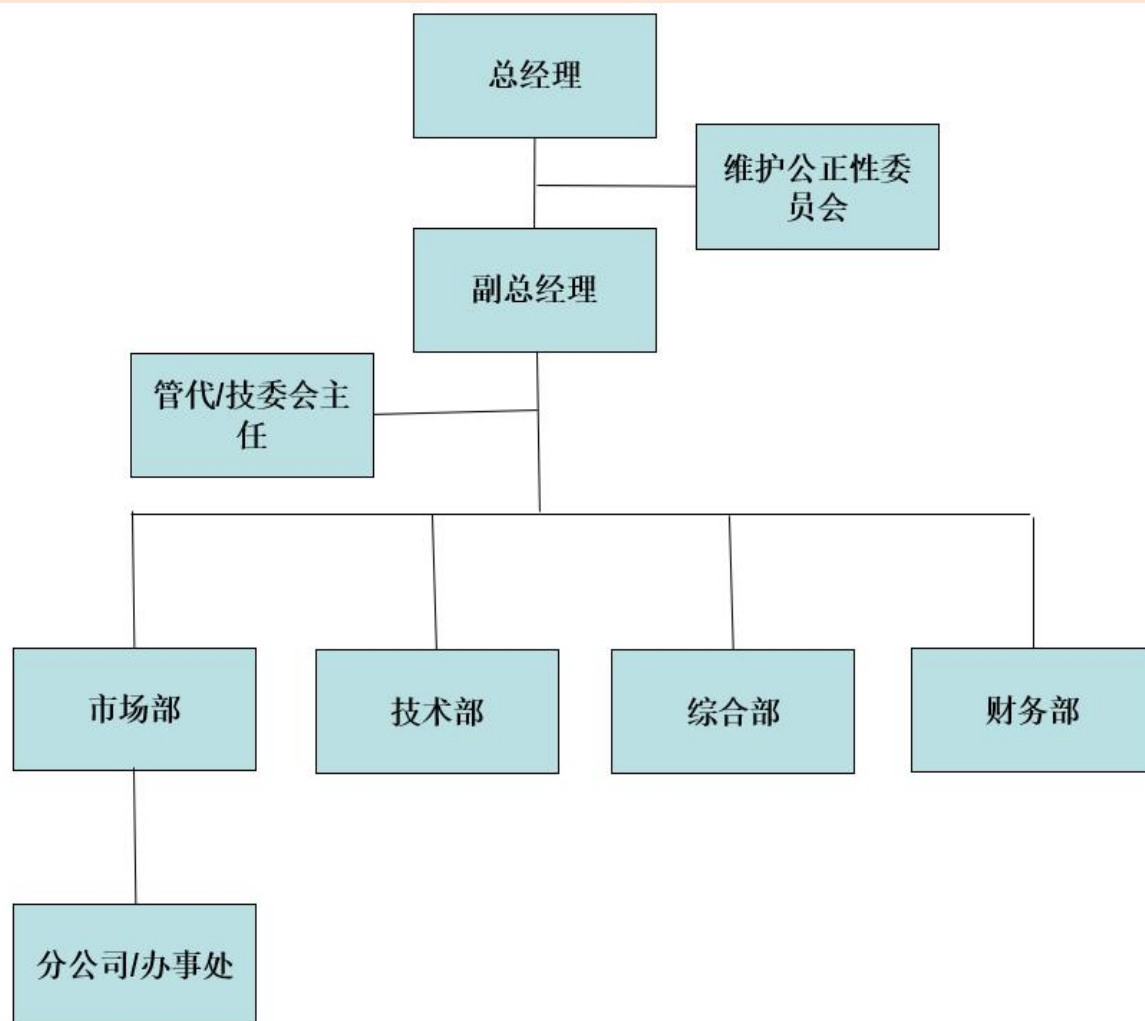 总经理
维护公正性委
员会
副总经理
管代/技委会主
任
市场部
技术部
综合部
财务部
分公司/办事处